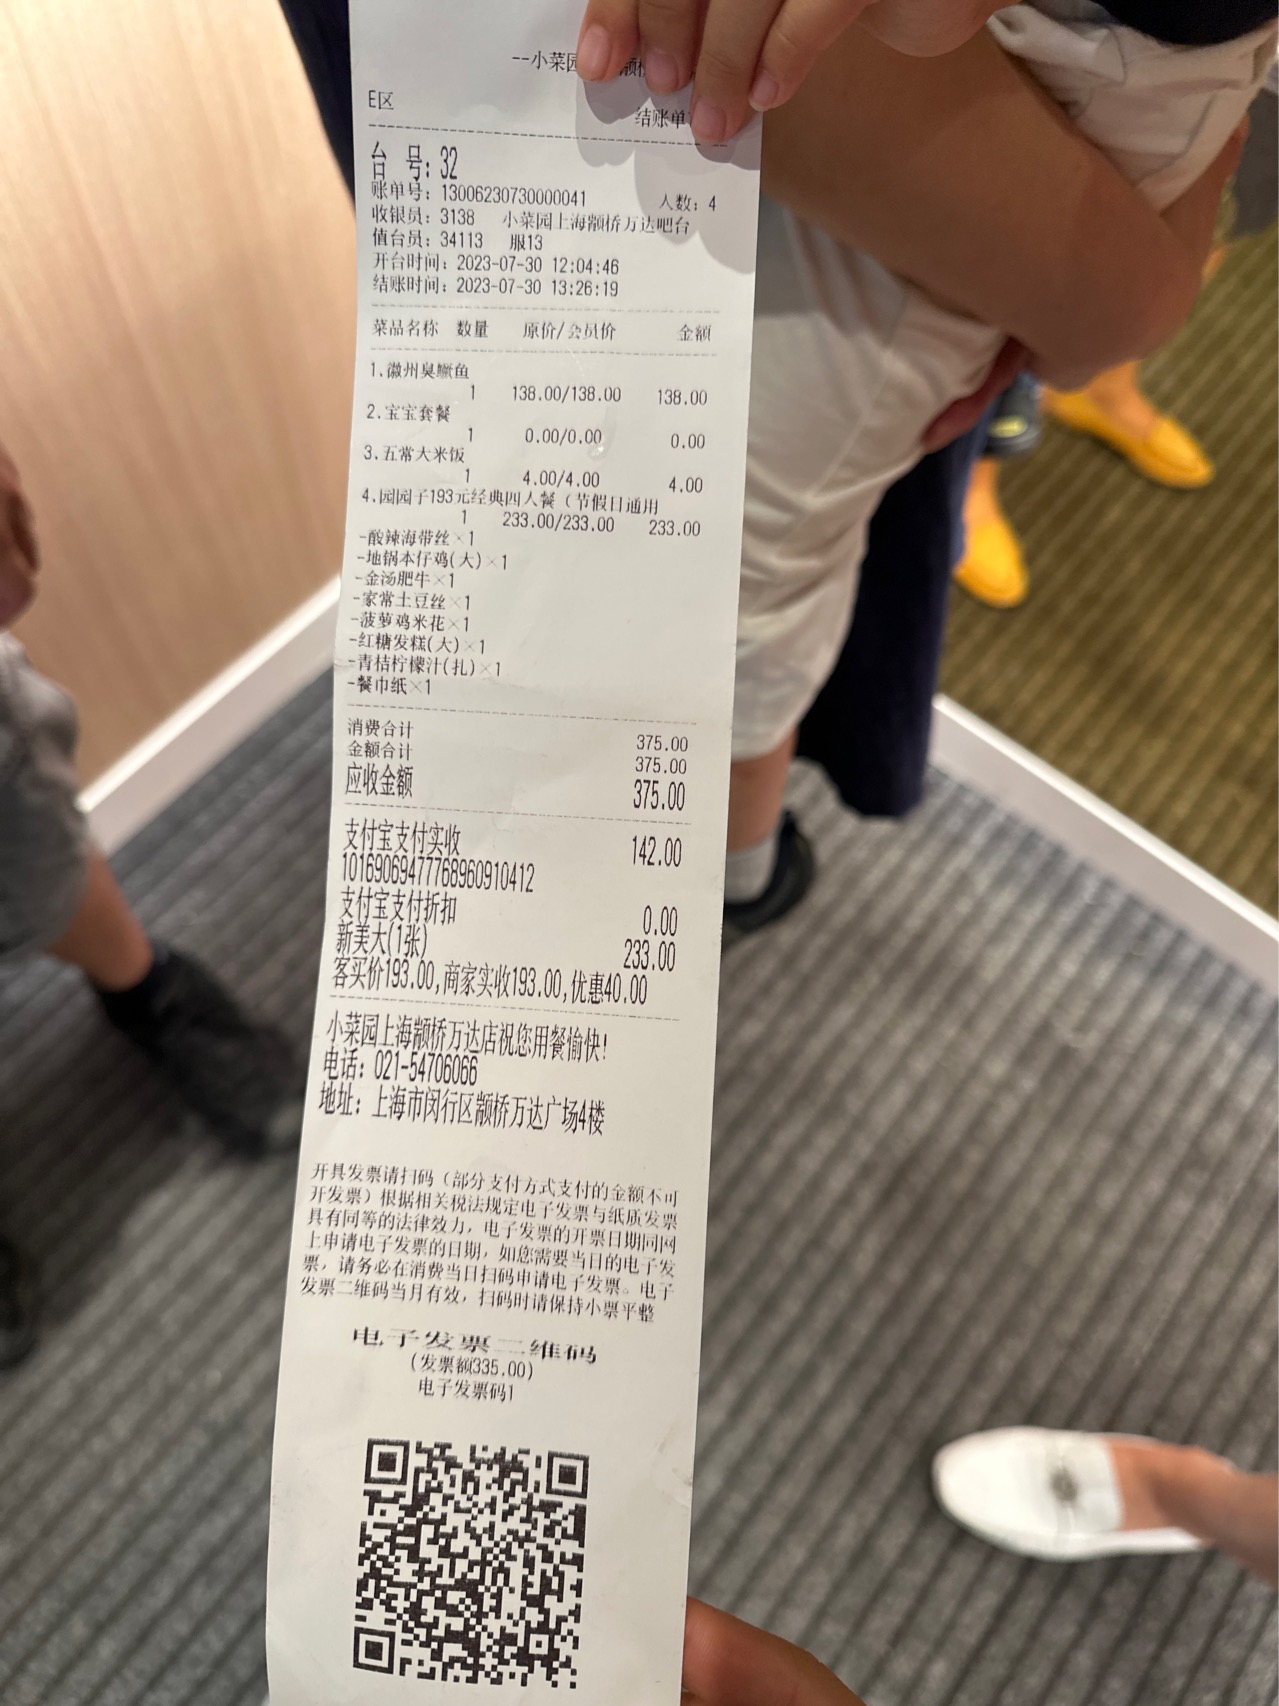 --小菜园
E区
结账单
台 号: 32
账单号: 13006230730000041 人数: 4
收银员: 3138 小菜园上海颛桥万达吧台
值台员: 34113 服13
开台时间: 2023-07-30 12:04:46
结账时间: 2023-07-30 13:26:19
菜品名称 数量 原价/会员价 金额
1.徽州臭鳜鱼
1 138.00/138.00 138.00
2.宝宝套餐
1 0.00/0.00 0.00
3.五常大米饭
1 4.00/4.00 4.00
4.园园子193元经典四人餐（节假日通用
1 233.00/233.00 233.00
-酸辣海带丝×1
-地锅本仔鸡(大)×1
-金汤肥牛×1
-家常土豆丝×1
-菠萝鸡米花×1
-红糖发糕(大)×1
-青桔柠檬汁(扎)×1
-餐巾纸×1
消费合计 375.00
金额合计 375.00
应收金额 375.00
支付宝支付实收 142.00
10169069477768960910412
支付宝支付折扣 0.00
新美大(1张) 233.00
客买价193.00,商家实收193.00,优惠40.00
小菜园上海颛桥万达店祝您用餐愉快!
电话: 021-54706066
地址: 上海市闵行区颛桥万达广场4楼
开具发票请扫码（部分支付方式支付的金额不可
开发票）根据相关税法规定电子发票与纸质发票
具有同等的法律效力，电子发票的开票日期同网
上申请电子发票的日期，如您需要当日的电子发
票，请务必在消费当日扫码申请电子发票。电子
发票二维码当月有效，扫码时请保持小票平整
电子发票二维码
(发票额335.00)
电子发票码1